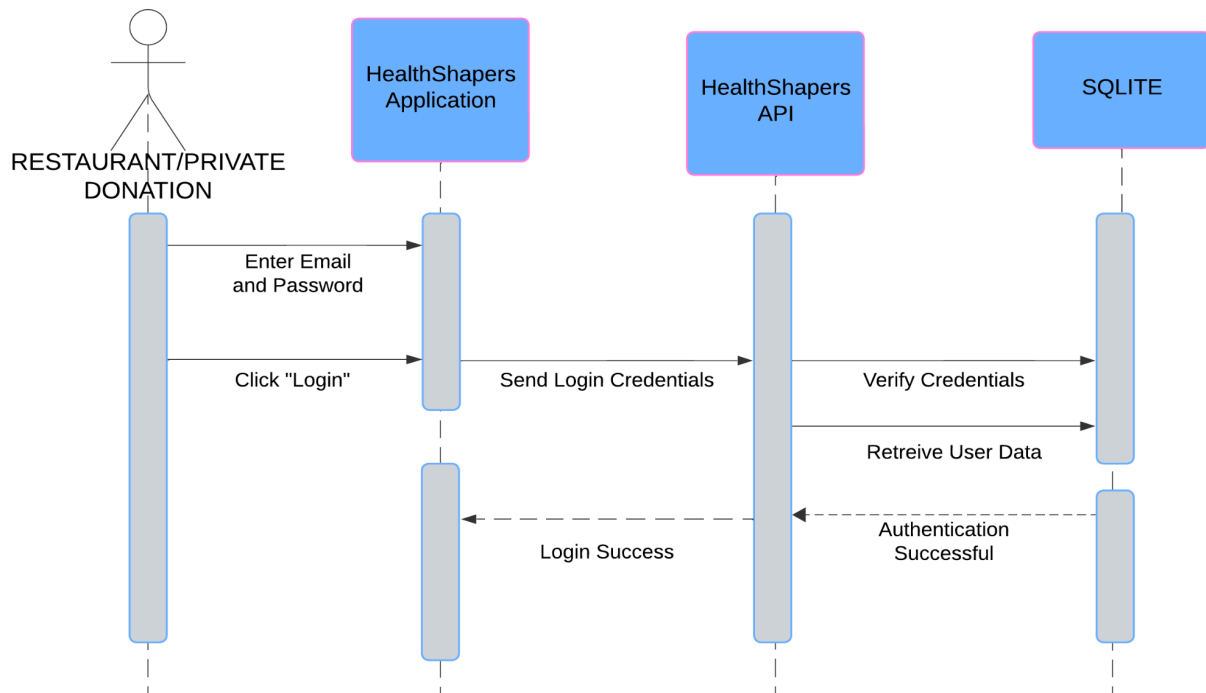 HealthShapers
Application
HealthShapers
API
SQLITE
RESTAURANT/PRIVATE
DONATION
Enter Email
and Password
Click "Login"
Send Login Credentials
Verify Credentials
Retreive User Data
Authentication
Successful
Login Success